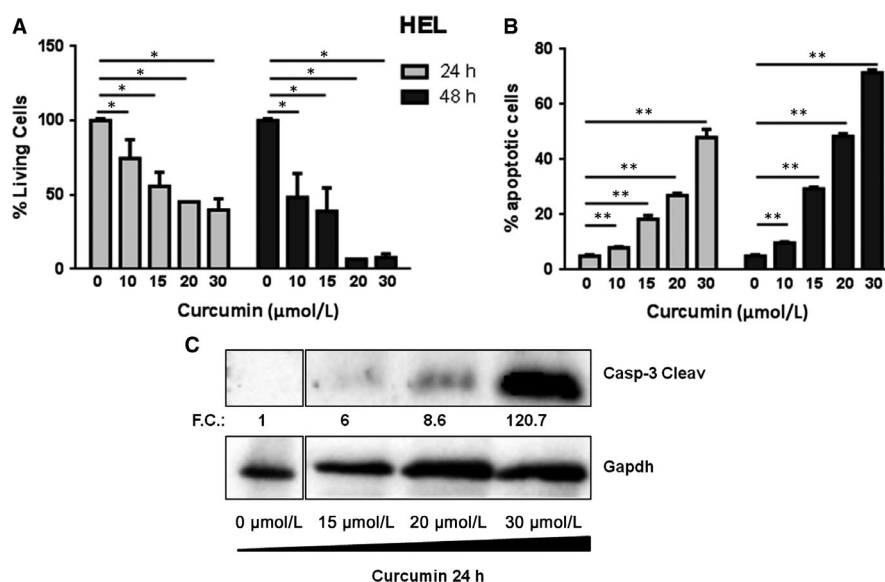 A
HEL
24 h
48 h
% Living Cells
150
100
50
0
* * * * * * * *
0 10 15 20 30 0 10 15 20 30
Curcumin (µmol/L)
B
% apoptotic cells
80
60
40
20
0
** ** ** ** ** ** ** **
0 10 15 20 30 0 10 15 20 30
Curcumin (µmol/L)
C
Casp-3 Cleav
F.C.: 1 6 8.6 120.7
Gapdh
0 µmol/L 15 µmol/L 20 µmol/L 30 µmol/L
Curcumin 24 h